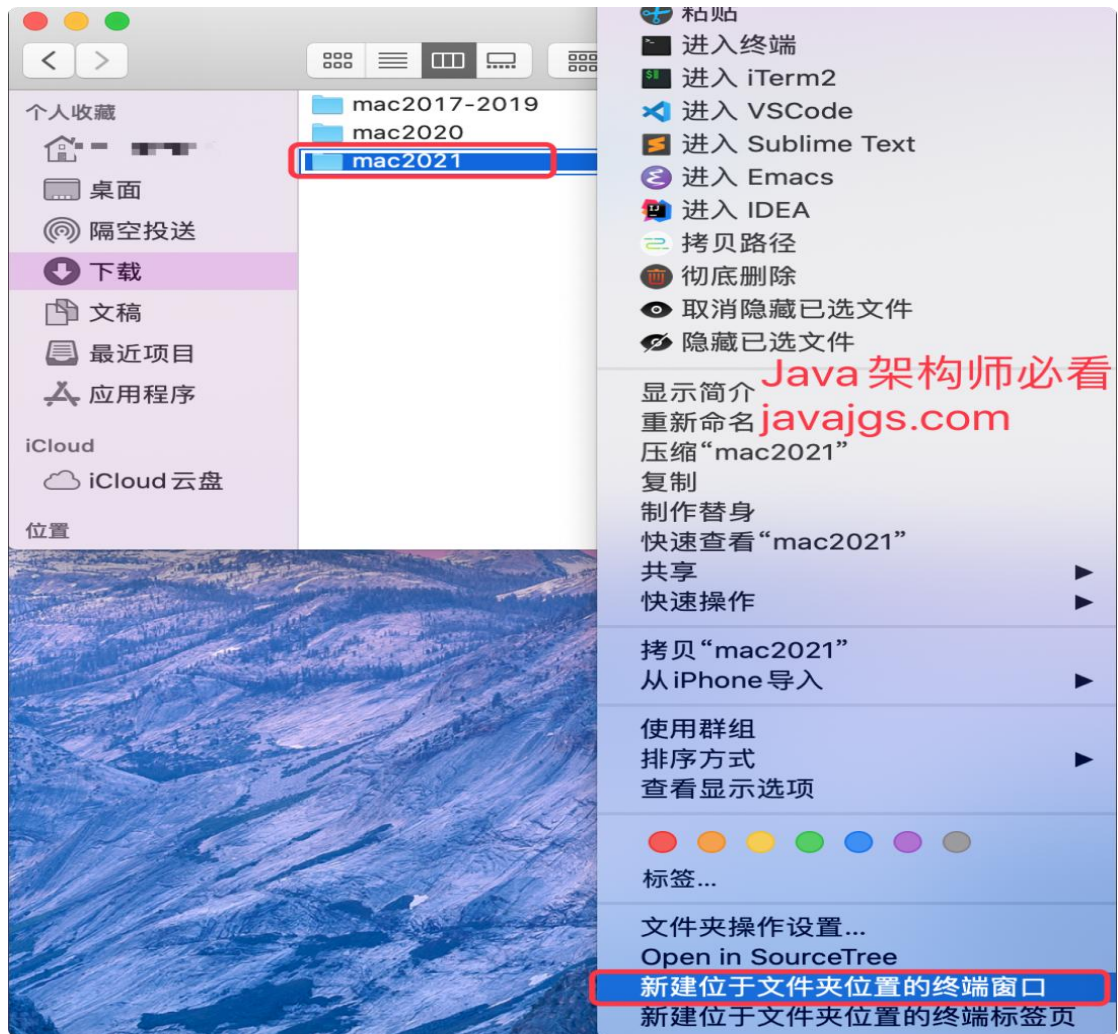 个人收藏
桌面
隔空投送
下载
文稿
最近项目
应用程序
iCloud
iCloud云盘
位置
mac2017-2019
mac2020
mac2021
粘贴
进入终端
进入 iTerm2
进入 VSCode
进入 Sublime Text
进入 Emacs
进入 IDEA
拷贝路径
彻底删除
取消隐藏已选文件
隐藏已选文件
Java架构师必看
javajgs.com
显示简介
重新命名
压缩“mac2021”
复制
制作替身
快速查看“mac2021”
共享
快速操作
拷贝“mac2021”
从iPhone导入
使用群组
排序方式
查看显示选项
标签...
文件夹操作设置...
Open in SourceTree
新建位于文件夹位置的终端窗口
新建位于文件夹位置的终端标签页